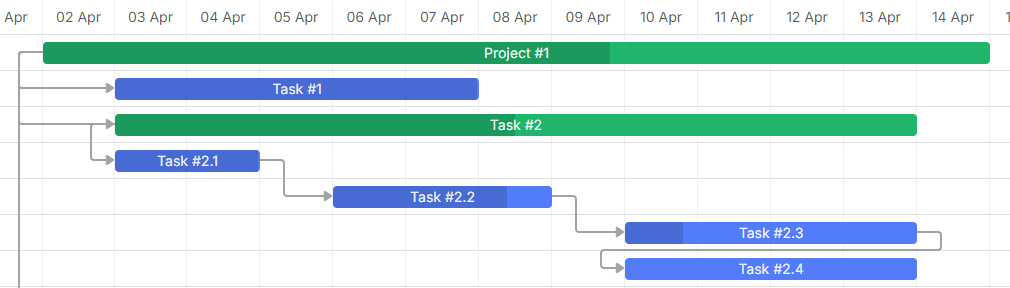 Apr 02 Apr 03 Apr 04 Apr 05 Apr 06 Apr 07 Apr 08 Apr 09 Apr 10 Apr 11 Apr 12 Apr 13 Apr 14 Apr
Project #1
Task #1
Task #2
Task #2.1
Task #2.2
Task #2.3
Task #2.4